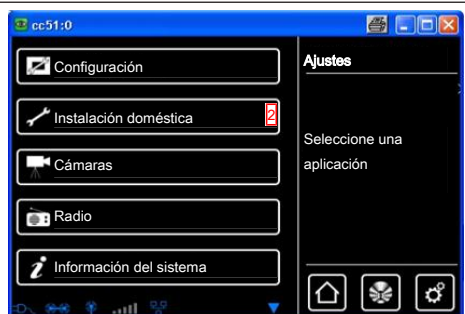 cc51:0
Configuración
Instalación doméstica 2
Cámaras
Radio
Información del sistema
Ajustes
Seleccione una
aplicación